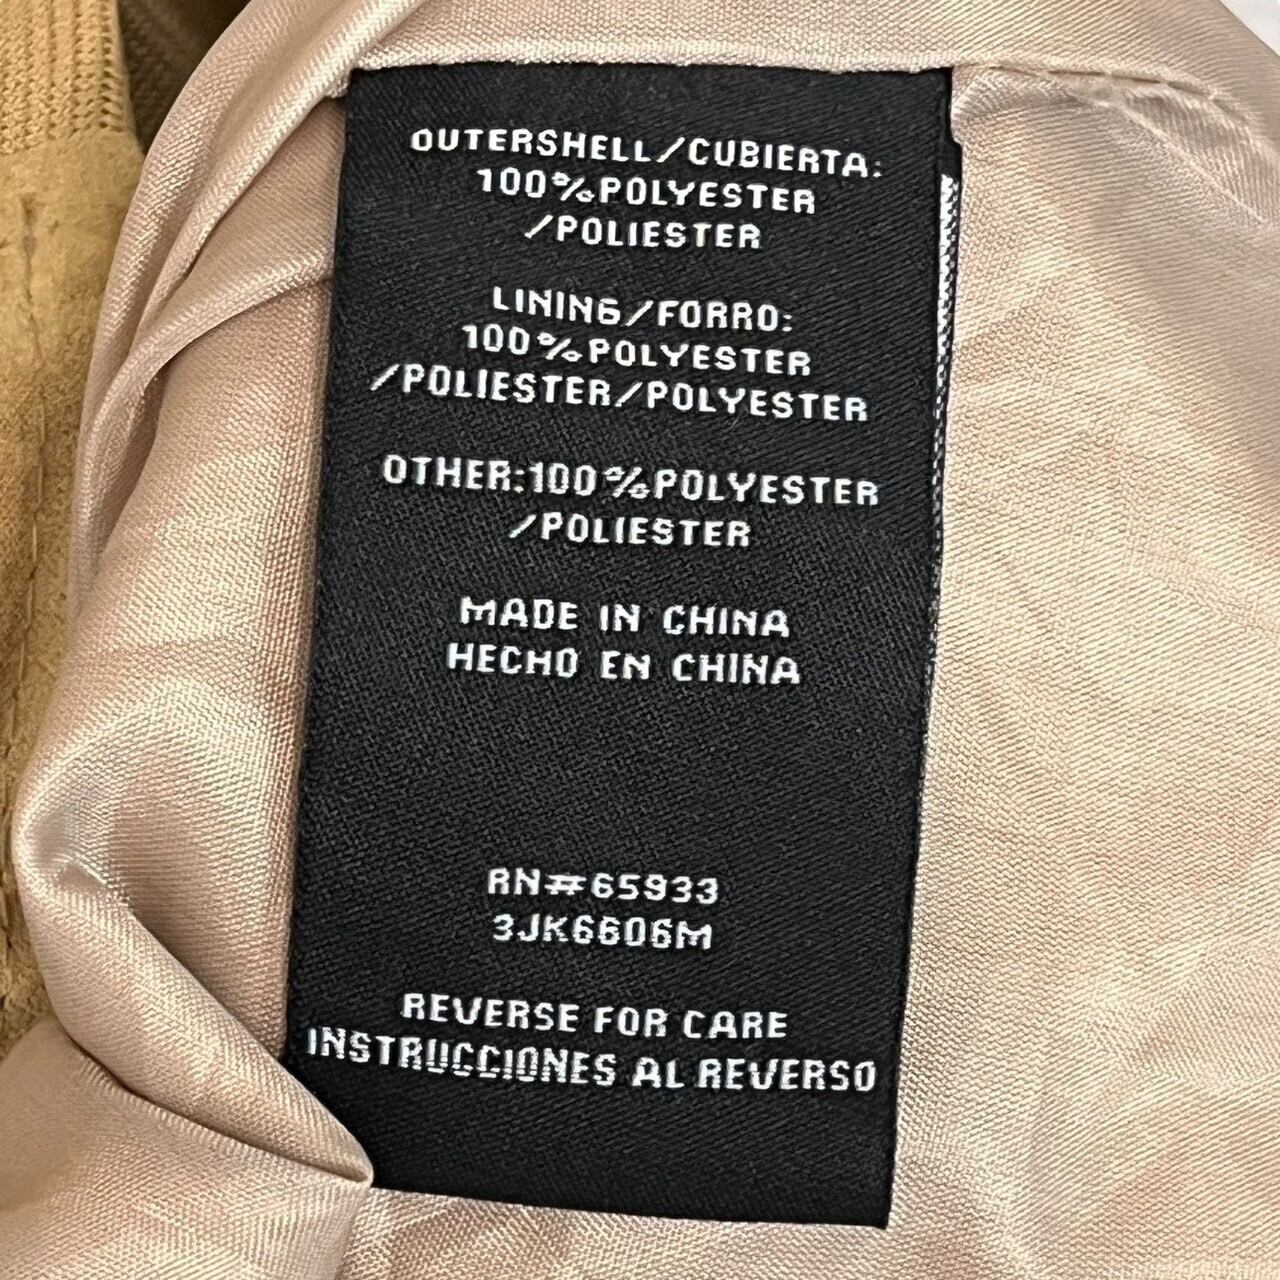 OUTERSHELL/CUBIERTA:
100%POLYESTER
/POLIESTER
LINING/FORRO:
100%POLYESTER
/POLIESTER/POLYESTER
OTHER:100%POLYESTER
/POLIESTER
MADE IN CHINA
HECHO EN CHINA
RN#65933
3JK6606M
REVERSE FOR CARE
INSTRUCCIONES AL REVERSO